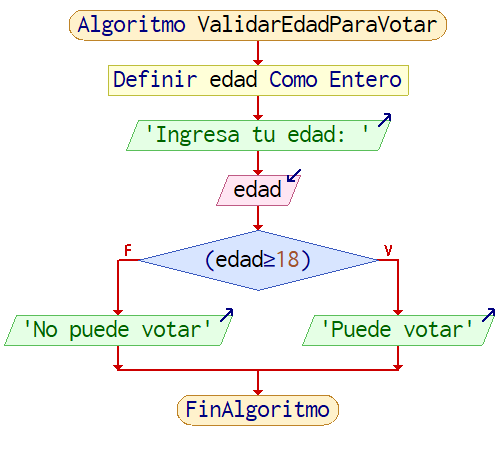 Algoritmo ValidarEdadParaVotar
Definir edad Como Entero
'Ingresa tu edad: '
edad
F
V
(edad≥18)
'No puede votar'
'Puede votar'
FinAlgoritmo